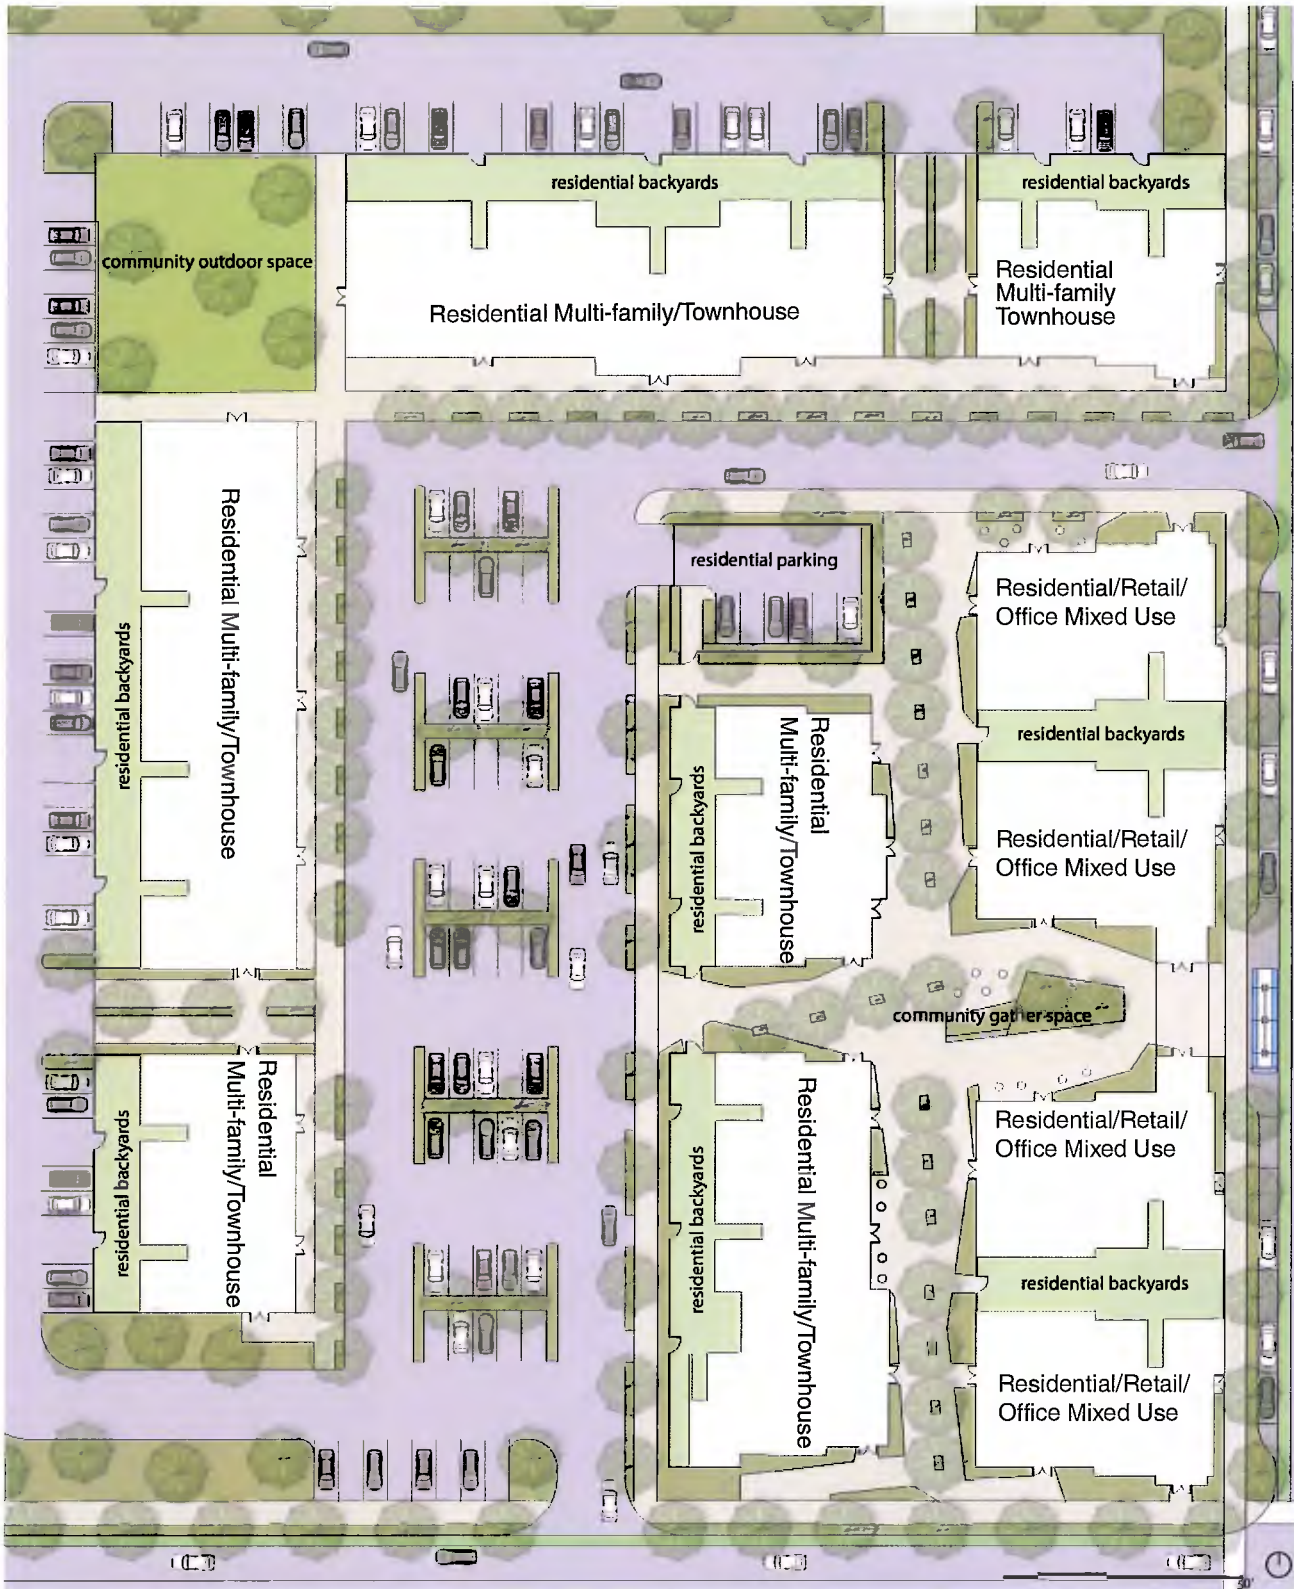 residential backyards
residential backyards
community outdoor space
Residential Multi-family/Townhouse
Residential
Multi-family
Townhouse
residential parking
Residential/Retail/
Office Mixed Use
Residential Multi-family/Townhouse
residential backyards
Residential
Multi-family/Townhouse
residential backyards
residential backyards
Residential/Retail/
Office Mixed Use
community gather space
Residential
Multi-family/Townhouse
residential backyards
Residential Multi-family/Townhouse
residential backyards
Residential/Retail/
Office Mixed Use
residential backyards
Residential/Retail/
Office Mixed Use
50'